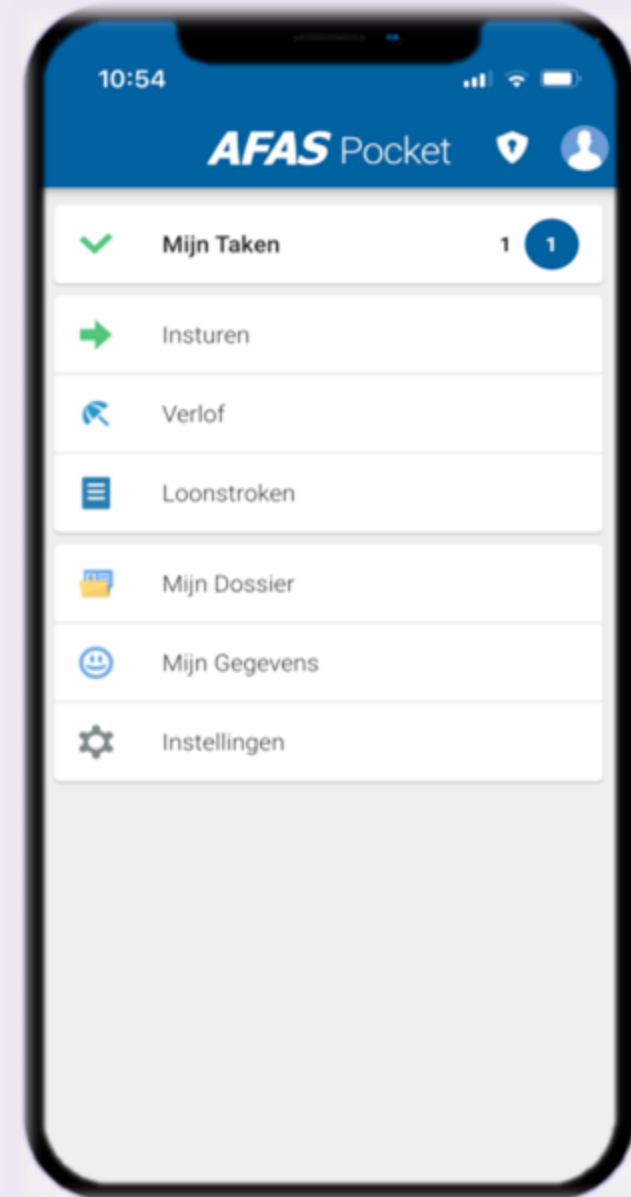 10:54
AFAS Pocket
Mijn Taken 1 1
Insturen
Verlof
Loonstroken
Mijn Dossier
Mijn Gegevens
Instellingen